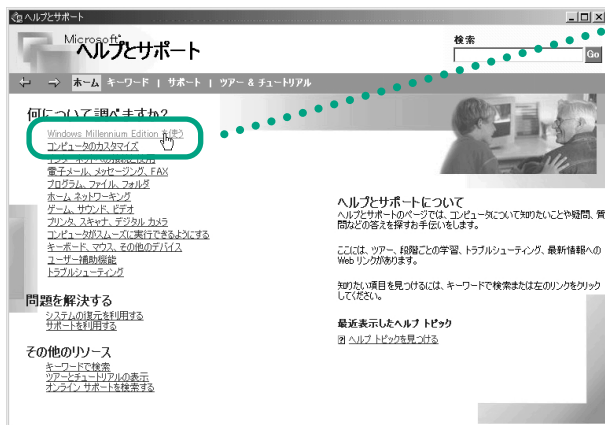 ヘルプとサポート
Microsoft
ヘルプとサポート
検索
Go
ホーム キーワード | サポート | ツアー & チュートリアル
何について調べますか?
Windows Millennium Edition を使う
コンピュータのカスタマイズ
インターネットへの接続と使用
電子メール、メッセージング、FAX
プログラム、ファイル、フォルダ
ホーム ネットワーキング
ゲーム、サウンド、ビデオ
プリンタ、スキャナ、デジタル カメラ
コンピュータがスムーズに実行できるようにする
キーボード、マウス、その他のデバイス
ユーザー補助機能
トラブルシューティング
問題を解決する
システムの復元を利用する
サポートを利用する
その他のリソース
キーワードで検索
ツアーとチュートリアルの表示
オンライン サポートを検索する
ヘルプとサポートについて
ヘルプとサポートのページでは、コンピュータについて知りたいことや疑問、質
問などの答えを探すお手伝いをします。
ここには、ツアー、段階ごとの学習、トラブルシューティング、最新情報への
Web リンクがあります。
知りたい項目を見つけるには、キーワードで検索または左のリンクをクリック
してください。
最近表示したヘルプ トピック
ヘルプ トピックを見つける